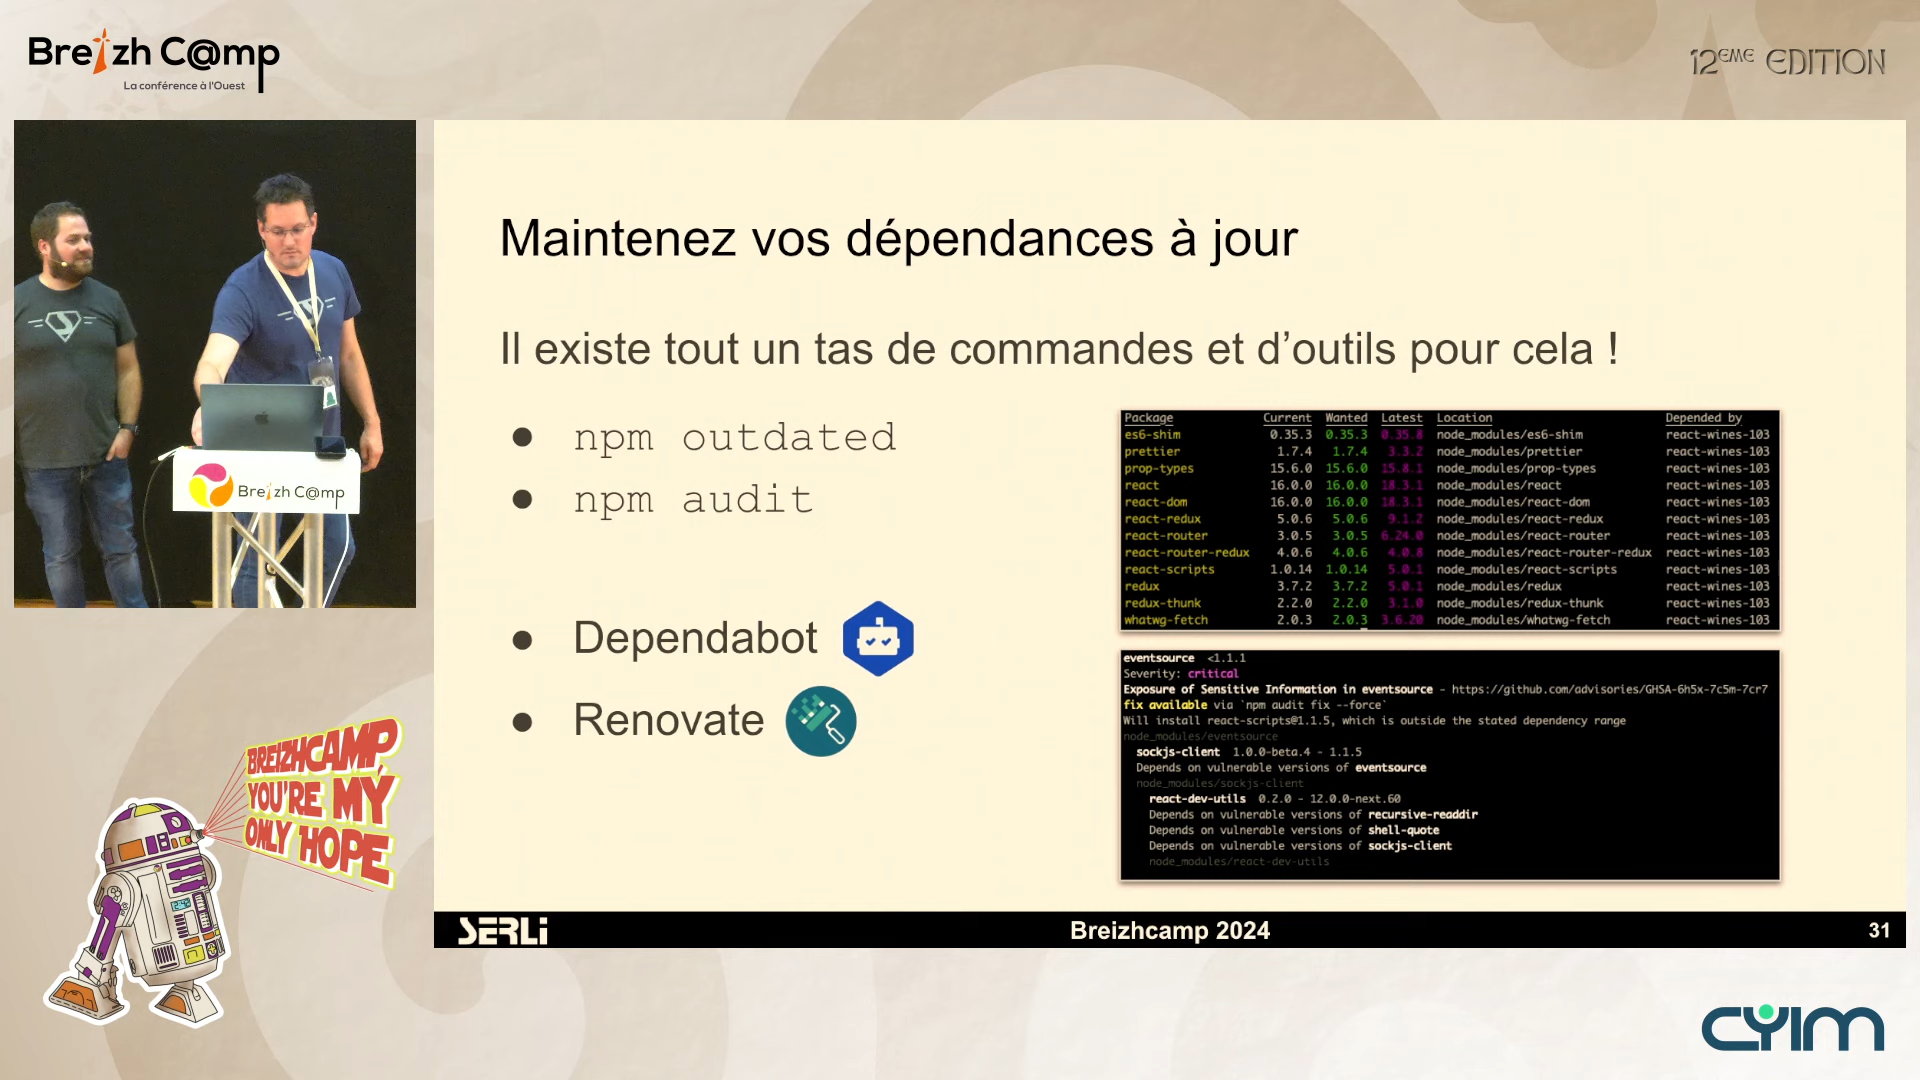 Breizh C@mp
La conférence à l'Ouest
12EME EDITION
Breizh C@mp
BREIZHCAMP,
YOU'RE MY
ONLY HOPE
Maintenez vos dépendances à jour
Il existe tout un tas de commandes et d’outils pour cela !
● npm outdated
● npm audit
● Dependabot
● Renovate
Package Current Wanted Latest Location Depended by
es6-shim 0.35.3 0.35.3 0.35.8 node_modules/es6-shim react-wines-103
prettier 1.7.4 1.7.4 3.3.2 node_modules/prettier react-wines-103
prop-types 15.6.0 15.6.0 15.8.1 node_modules/prop-types react-wines-103
react 16.0.0 16.0.0 18.3.1 node_modules/react react-wines-103
react-dom 16.0.0 16.0.0 18.3.1 node_modules/react-dom react-wines-103
react-redux 5.0.6 5.0.6 9.1.2 node_modules/react-redux react-wines-103
react-router 3.0.5 3.0.5 6.24.0 node_modules/react-router react-wines-103
react-router-redux 4.0.6 4.0.6 4.0.8 node_modules/react-router-redux react-wines-103
react-scripts 1.0.14 1.0.14 5.0.1 node_modules/react-scripts react-wines-103
redux 3.7.2 3.7.2 5.0.1 node_modules/redux react-wines-103
redux-thunk 2.2.0 2.2.0 3.1.0 node_modules/redux-thunk react-wines-103
whatwg-fetch 2.0.3 2.0.3 3.6.20 node_modules/whatwg-fetch react-wines-103
eventsource <1.1.1
Severity: critical
Exposure of Sensitive Information in eventsource - https://github.com/advisories/GHSA-6h5x-7c5m-7cr7
fix available via `npm audit fix --force`
Will install react-scripts@1.1.5, which is outside the stated dependency range
node_modules/eventsource
sockjs-client 1.0.0-beta.4 - 1.1.5
Depends on vulnerable versions of eventsource
node_modules/sockjs-client
react-dev-utils 0.2.0 - 12.0.0-next.60
Depends on vulnerable versions of recursive-readdir
Depends on vulnerable versions of shell-quote
Depends on vulnerable versions of sockjs-client
node_modules/react-dev-utils
SERLI
Breizhcamp 2024
31
CYIM